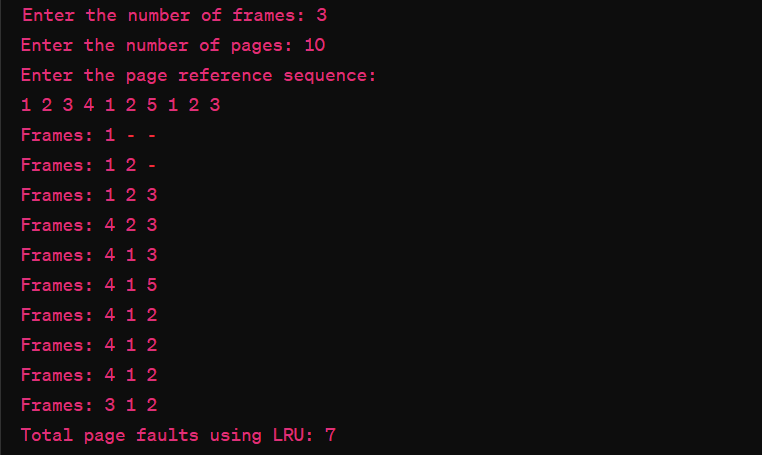 Enter the number of frames: 3
Enter the number of pages: 10
Enter the page reference sequence:
1 2 3 4 1 2 5 1 2 3
Frames: 1 - -
Frames: 1 2 -
Frames: 1 2 3
Frames: 4 2 3
Frames: 4 1 3
Frames: 4 1 5
Frames: 4 1 2
Frames: 4 1 2
Frames: 4 1 2
Frames: 3 1 2
Total page faults using LRU: 7